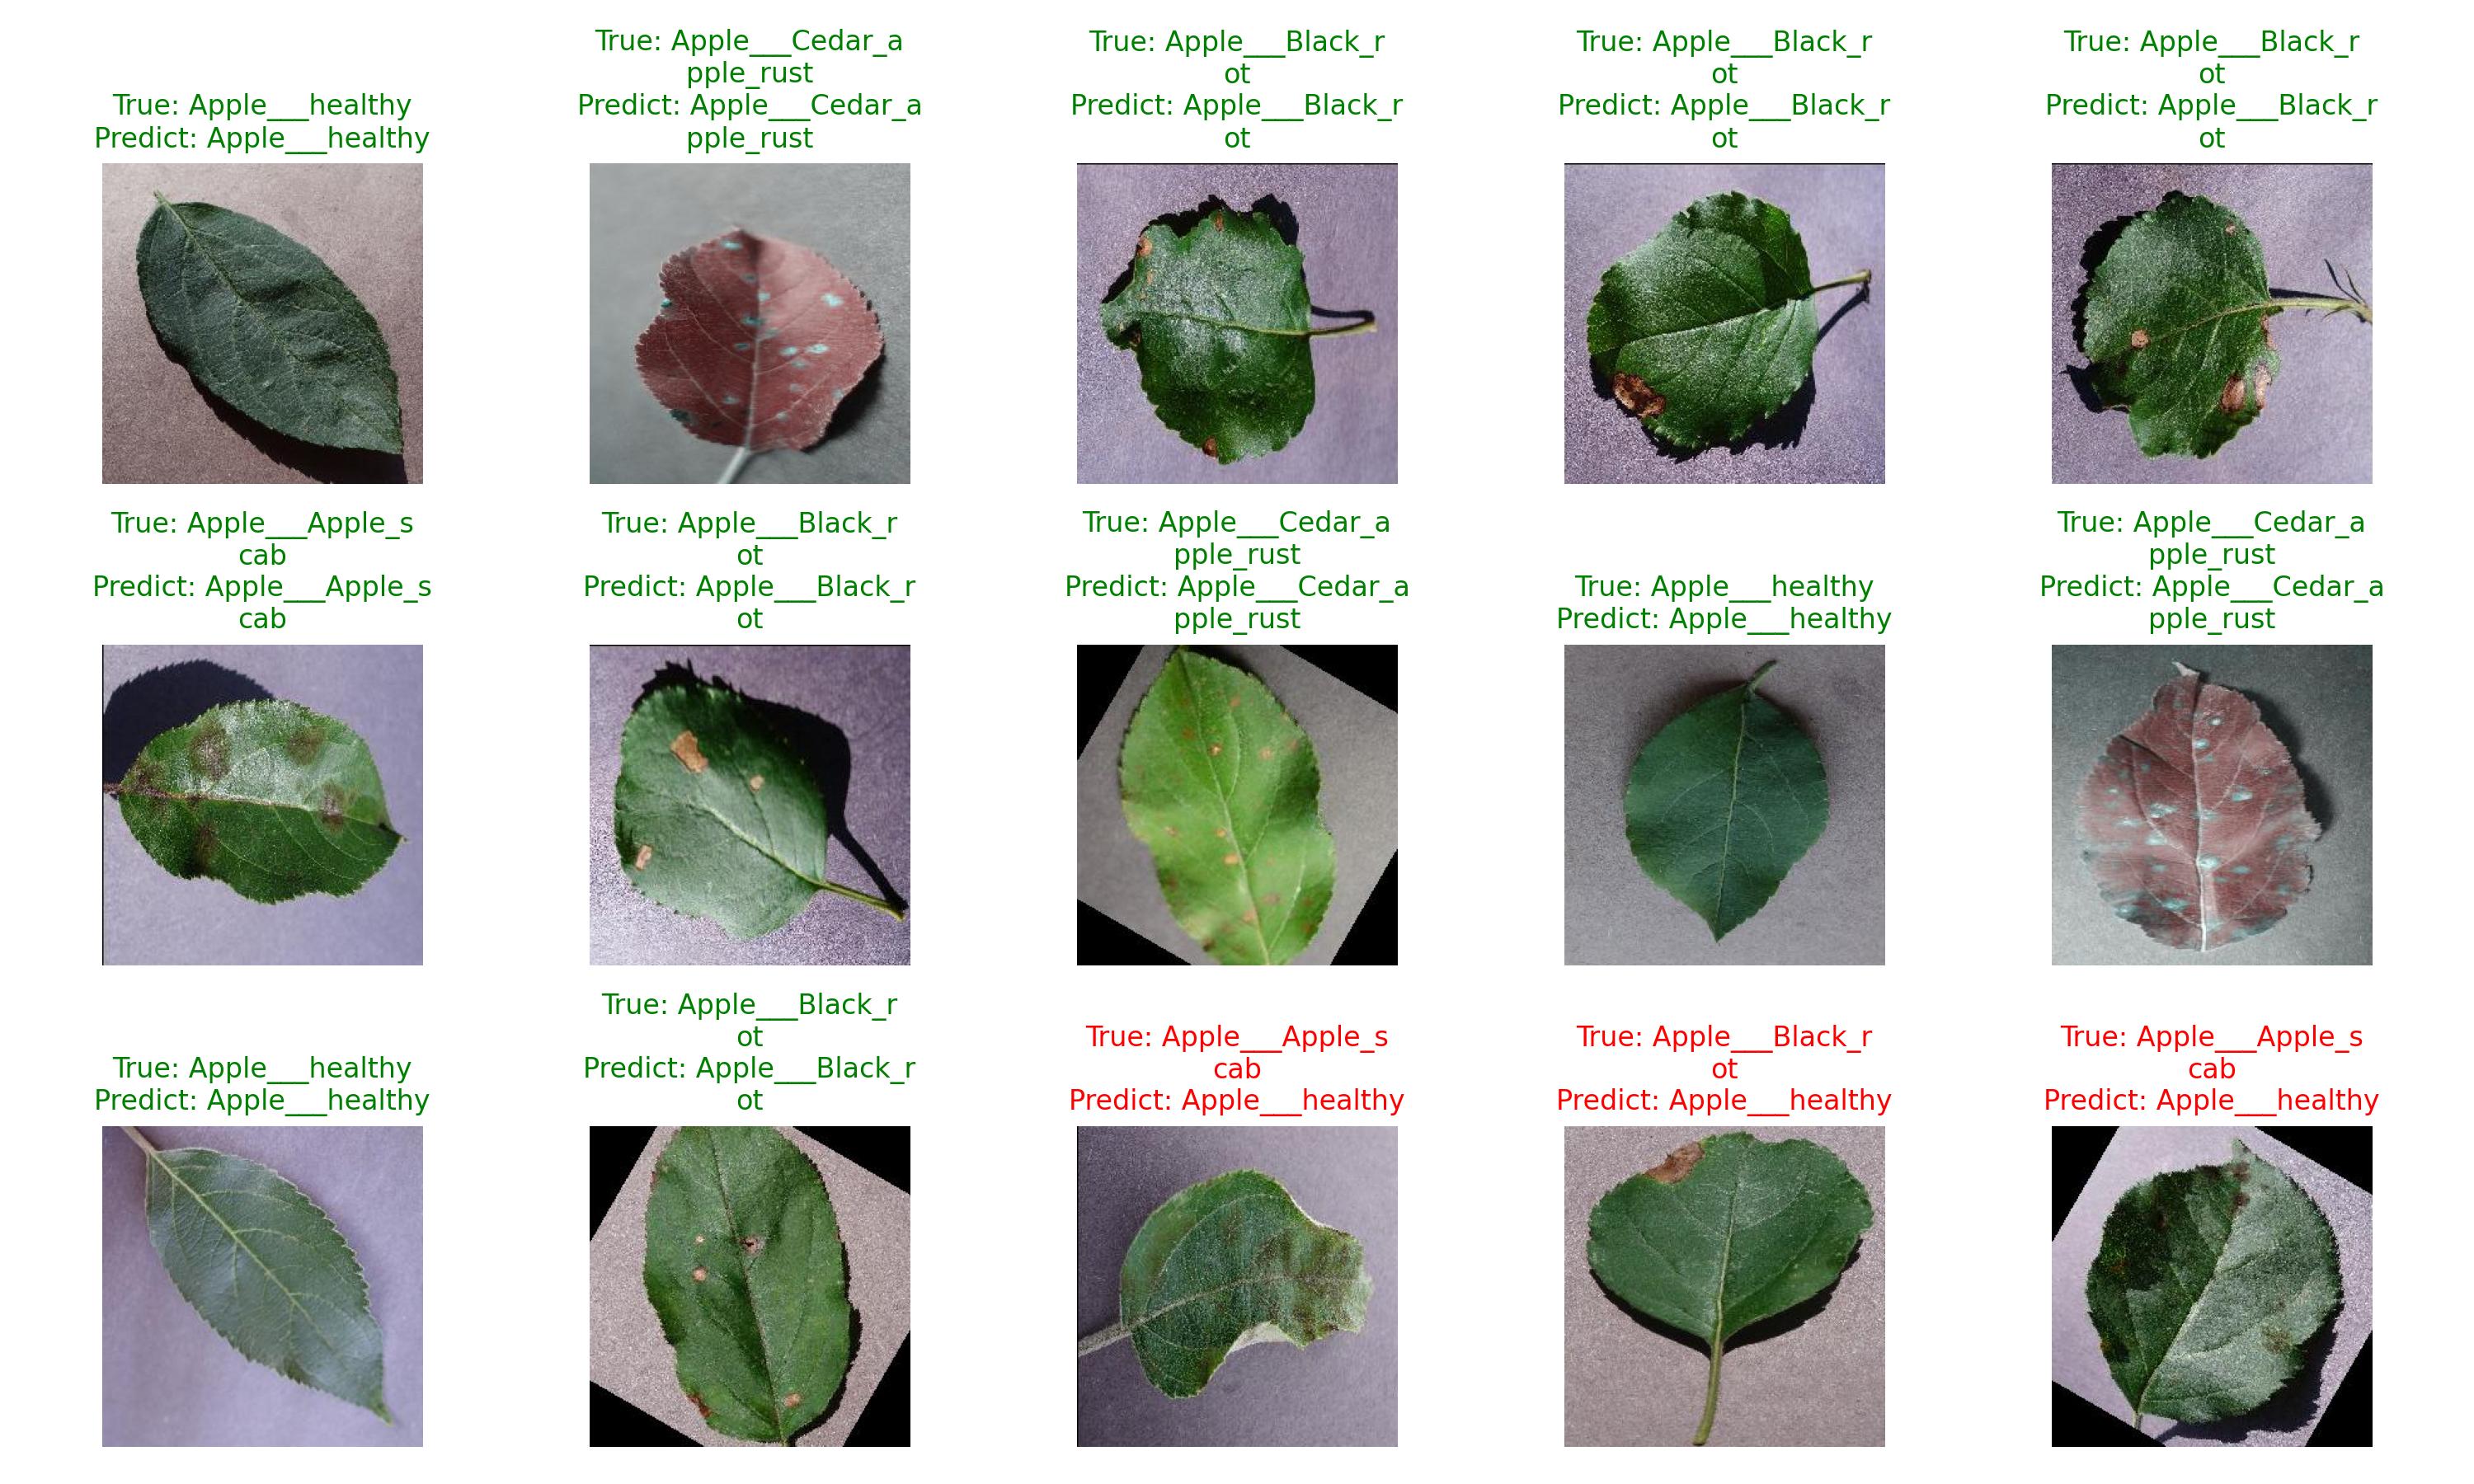 True: Apple___healthy
Predict: Apple___healthy
True: Apple___Cedar_a
pple_rust
Predict: Apple___Cedar_a
pple_rust
True: Apple___Black_r
ot
Predict: Apple___Black_r
ot
True: Apple___Black_r
ot
Predict: Apple___Black_r
ot
True: Apple___Black_r
ot
Predict: Apple___Black_r
ot
True: Apple___Apple_s
cab
Predict: Apple___Apple_s
cab
True: Apple___Black_r
ot
Predict: Apple___Black_r
ot
True: Apple___Cedar_a
pple_rust
Predict: Apple___Cedar_a
pple_rust
True: Apple___healthy
Predict: Apple___healthy
True: Apple___Cedar_a
pple_rust
Predict: Apple___Cedar_a
pple_rust
True: Apple___healthy
Predict: Apple___healthy
True: Apple___Black_r
ot
Predict: Apple___Black_r
ot
True: Apple___Apple_s
cab
Predict: Apple___healthy
True: Apple___Black_r
ot
Predict: Apple___healthy
True: Apple___Apple_s
cab
Predict: Apple___healthy